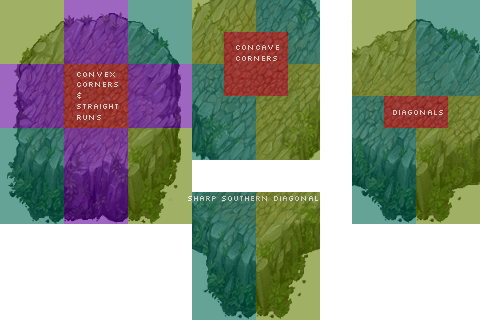 CONVEX
CORNERS
&
STRAIGHT
RUNS
CONCAVE
CORNERS
DIAGONALS
SHARP SOUTHERN DIAGONAL